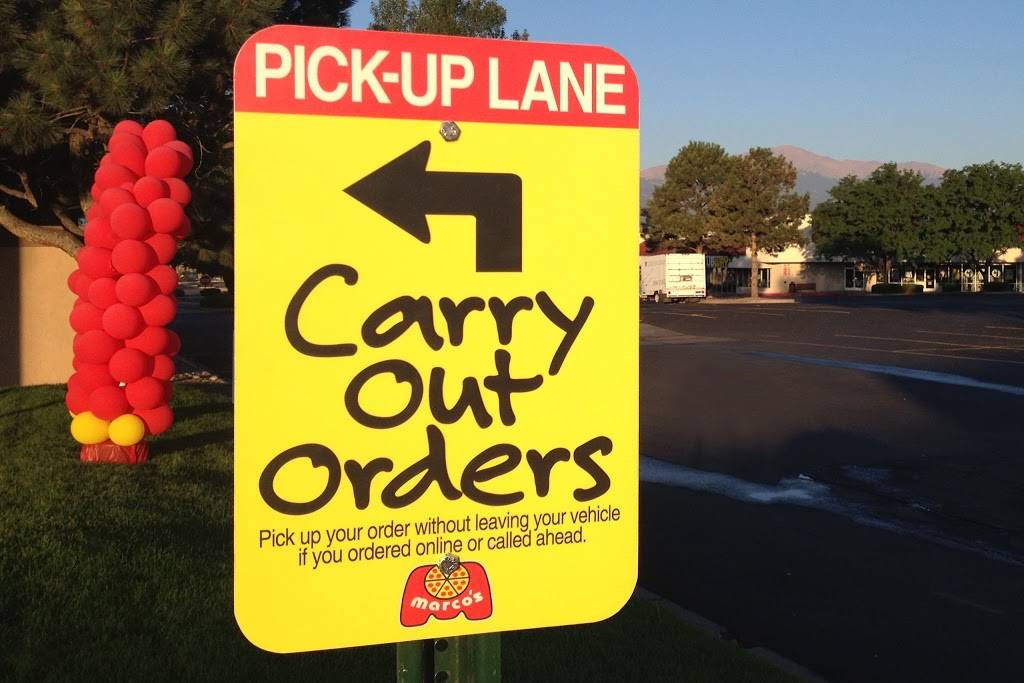 PICK-UP LANE
Carry
Out
Orders
Pick up your order without leaving your vehicle
if you ordered online or called ahead.
marco's